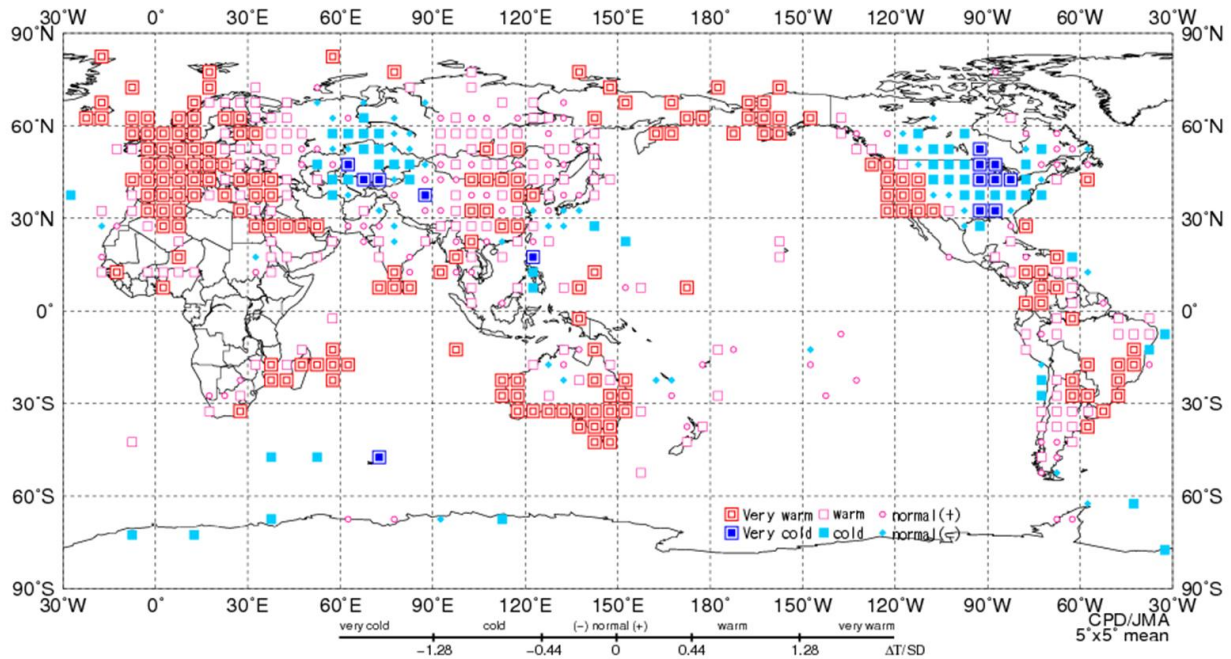 30˚W 0˚ 30˚E 60˚E 90˚E 120˚E 150˚E 180˚ 150˚W 120˚W 90˚W 60˚W 30˚W
90˚N 90˚N
60˚N 60˚N
30˚N 30˚N
0˚ 0˚
30˚S 30˚S
60˚S 60˚S
Very warm warm normal(+)
Very cold cold normal(-)
90˚S 90˚S
30˚W 0˚ 30˚E 60˚E 90˚E 120˚E 150˚E 180˚ 150˚W 120˚W 90˚W 60˚W 30˚W
very cold cold (-) normal (+) warm very warm
CPD/JMA
5˚x5˚ mean
-1.28 -0.44 0 0.44 1.28 ΔT/SD